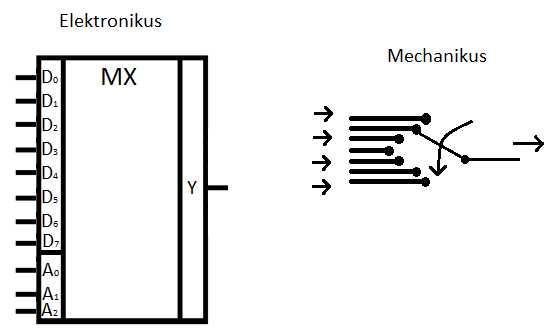 Elektronikus
Mechanikus
MX
D₀
D₁
D₂
D₃
D₄
D₅
D₆
D₇
A₀
A₁
A₂
Y